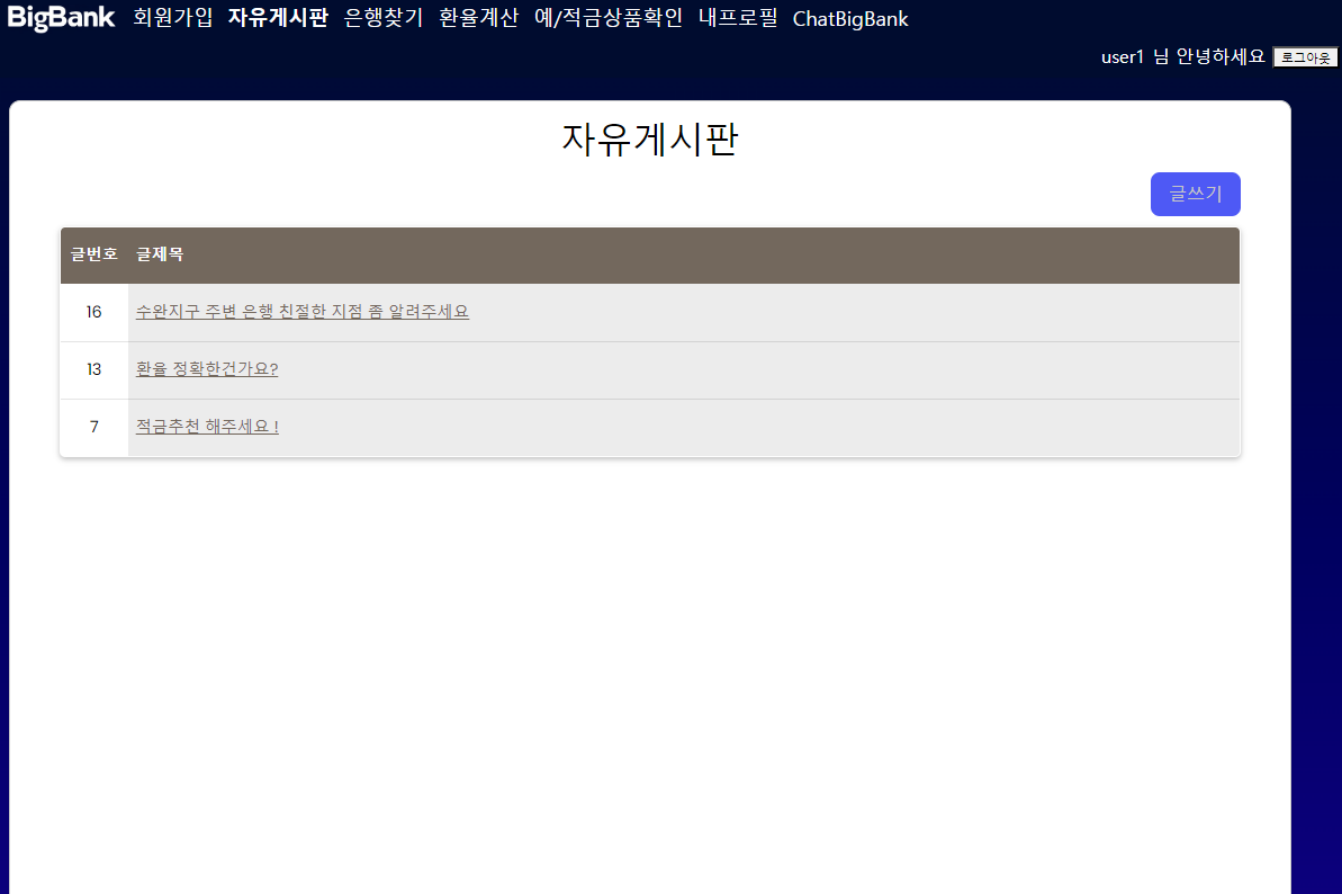 BigBank 회원가입 자유게시판 은행찾기 환율계산 예/적금상품확인 내프로필 ChatBigBank
user1 님 안녕하세요 로그아웃
자유게시판
글쓰기
글번호 글제목
16 수완지구 주변 은행 친절한 지점 좀 알려주세요
13 환율 정확한건가요?
7 적금추천 해주세요 !